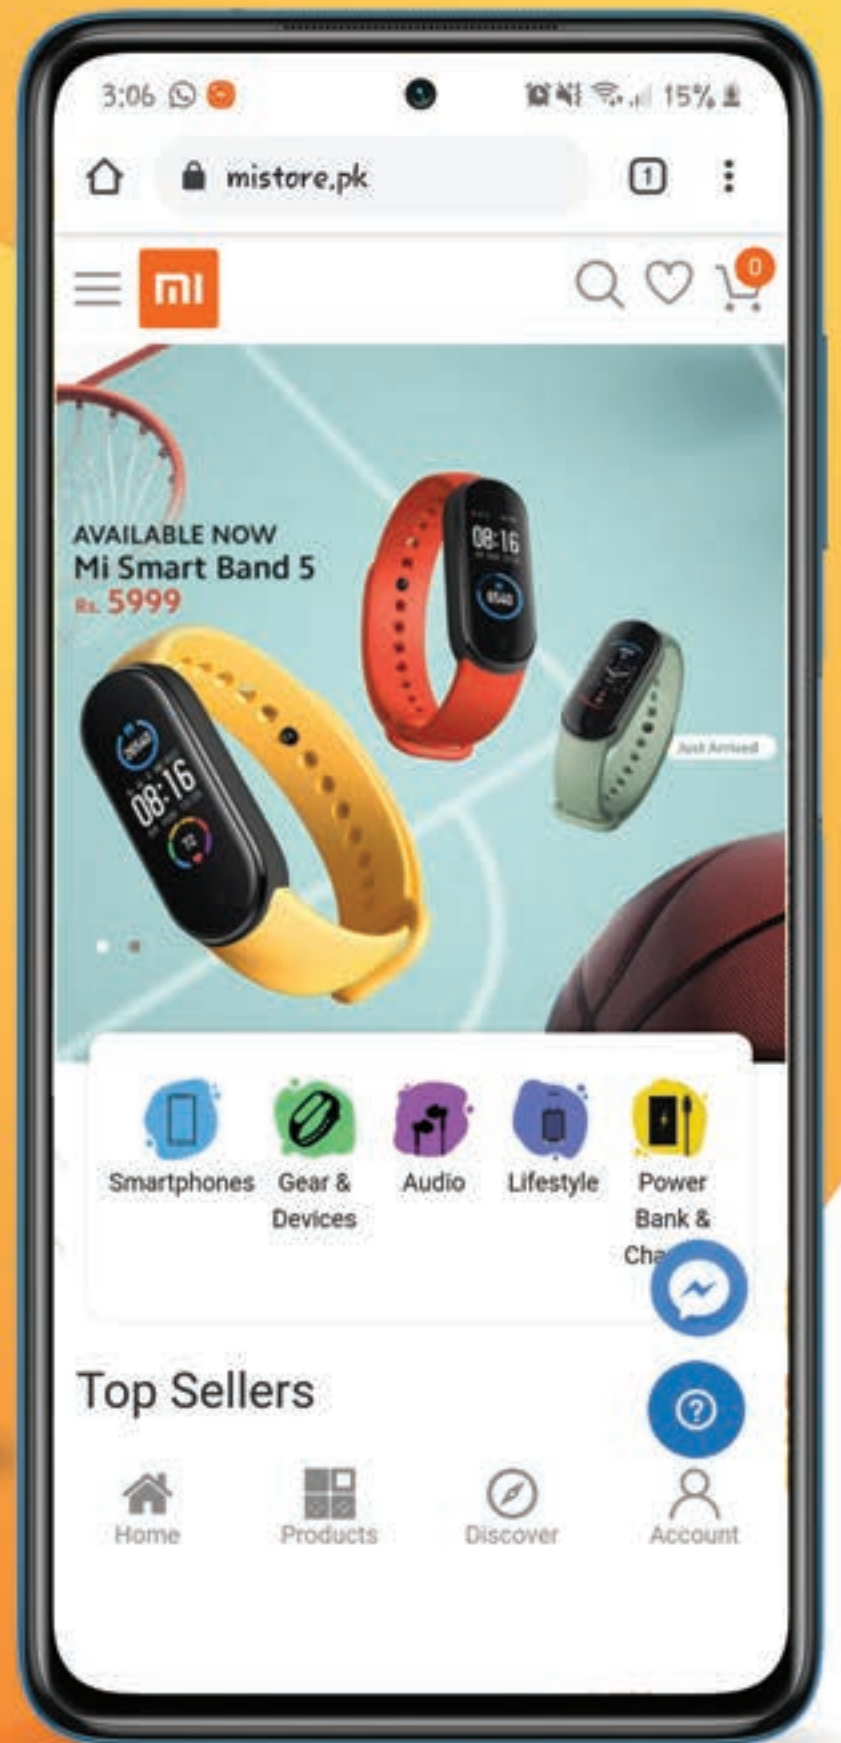 3:06
15%
mistore.pk
1
mi
0
AVAILABLE NOW
Mi Smart Band 5
Rs. 5999
08:16
08:16
Just Arrived
Smartphones
Gear &
Devices
Audio
Lifestyle
Power
Bank &
Cha
?
Top Sellers
Home
Products
Discover
Account